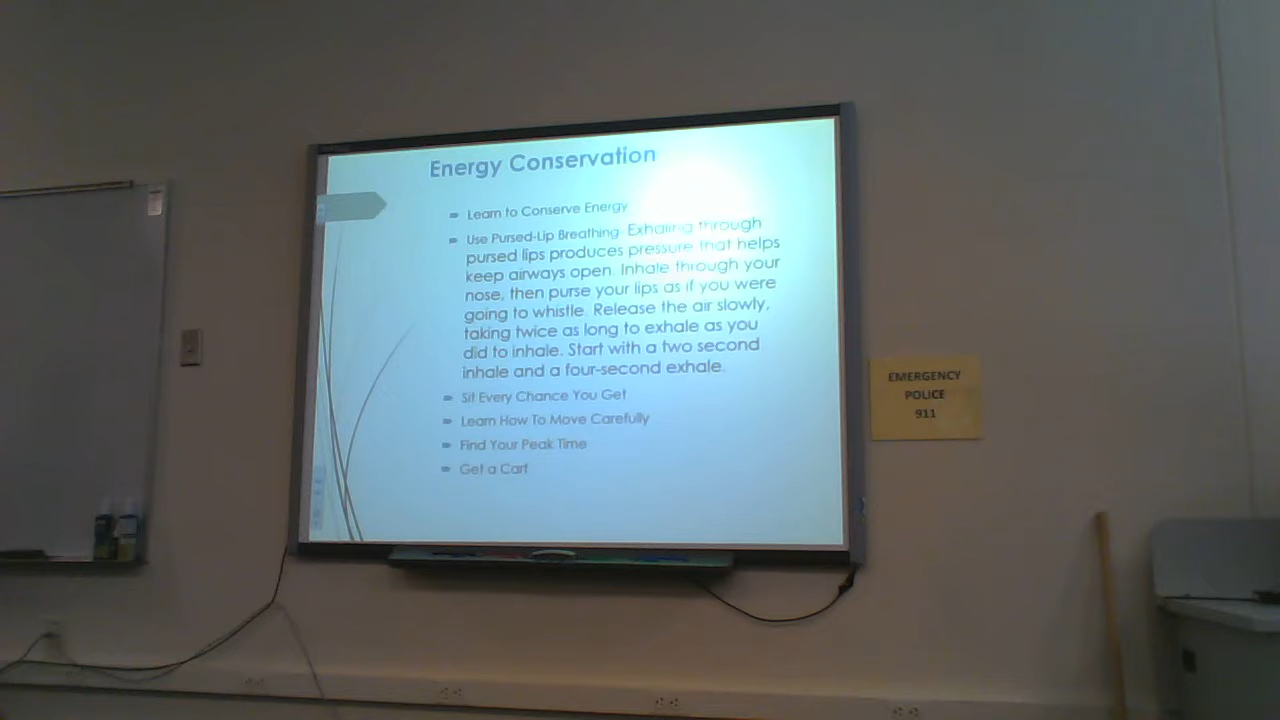 Energy Conservation
Learn to Conserve Energy
Use Pursed-Lip Breathing. Exhaling through
pursed lips produces pressure that helps
keep airways open. Inhale through your
nose, then purse your lips as if you were
going to whistle. Release the air slowly,
taking twice as long to exhale as you
did to inhale. Start with a two second
inhale and a four-second exhale.
Sit Every Chance You Get
Learn How To Move Carefully
Find Your Peak Time
Get a Cart
EMERGENCY
POLICE
911